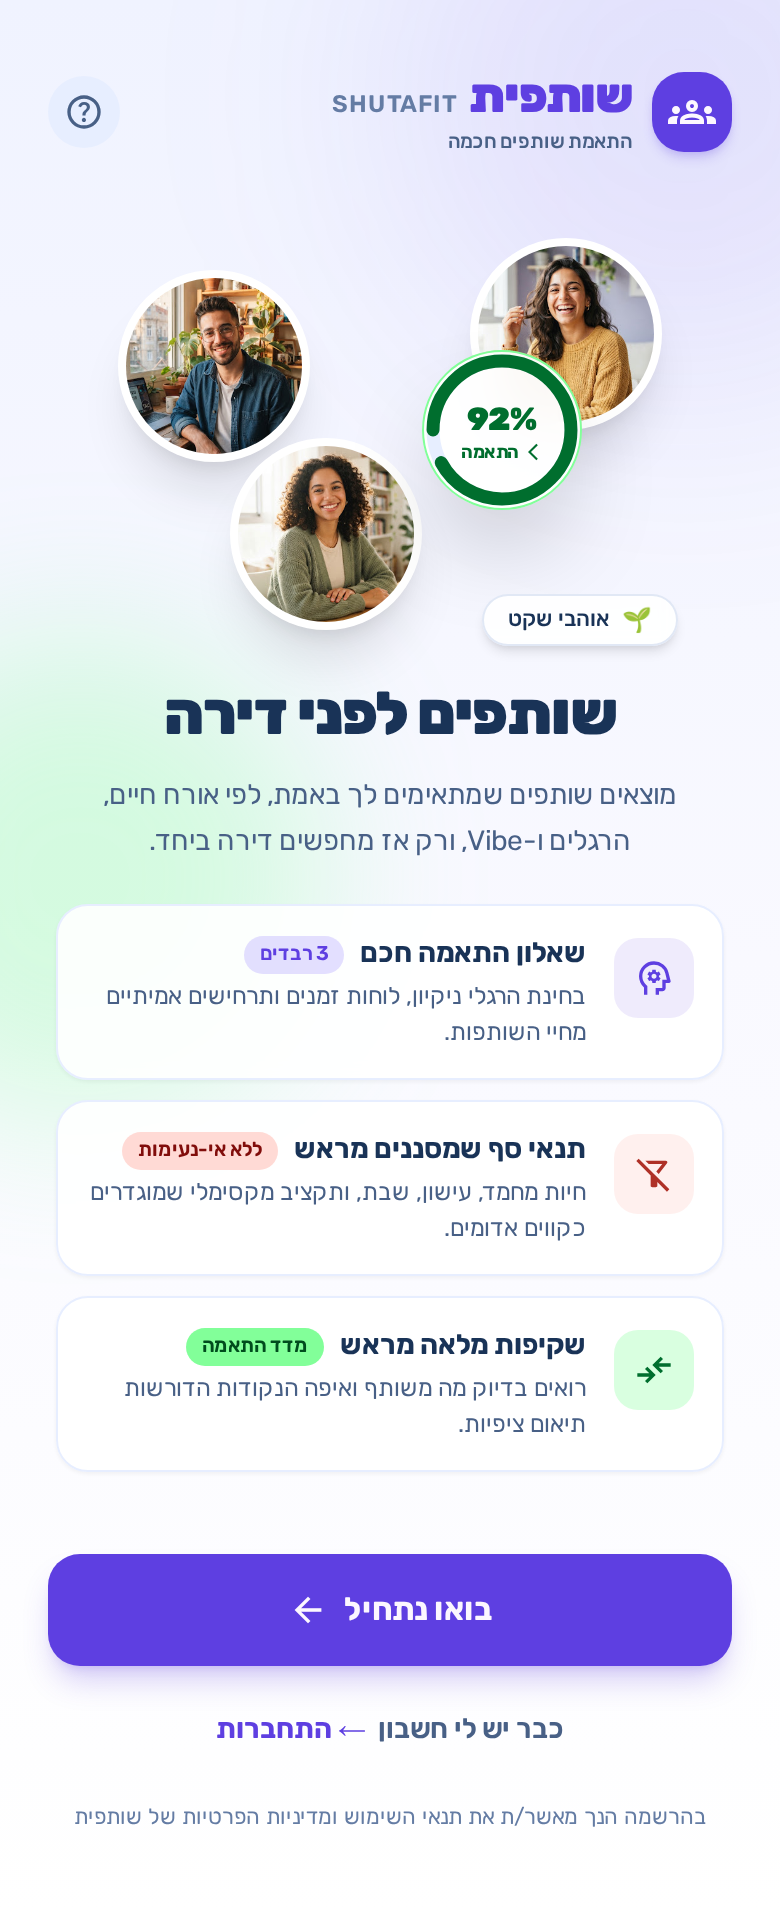 שותפית SHUTAFIT
התאמת שותפים חכמה
92%
התאמה
🌱 אוהבי שקט
שותפים לפני דירה
מוצאים שותפים שמתאימים לך באמת, לפי אורח חיים,
הרגלים ו-Vibe, ורק אז מחפשים דירה ביחד.
שאלון התאמה חכם 3 רבדים
בחינת הרגלי ניקיון, לוחות זמנים ותרחישים אמיתיים
מחיי השותפות.
תנאי סף שמסננים מראש ללא אי-נעימות
חיות מחמד, עישון, שבת, ותקציב מקסימלי שמוגדרים
כקווים אדומים.
שקיפות מלאה מראש מדד התאמה
רואים בדיוק מה משותף ואיפה הנקודות הדורשות
תיאום ציפיות.
בואו נתחיל ←
כבר יש לי חשבון ← התחברות
בהרשמה הנך מאשר/ת את תנאי השימוש ומדיניות הפרטיות של שותפית